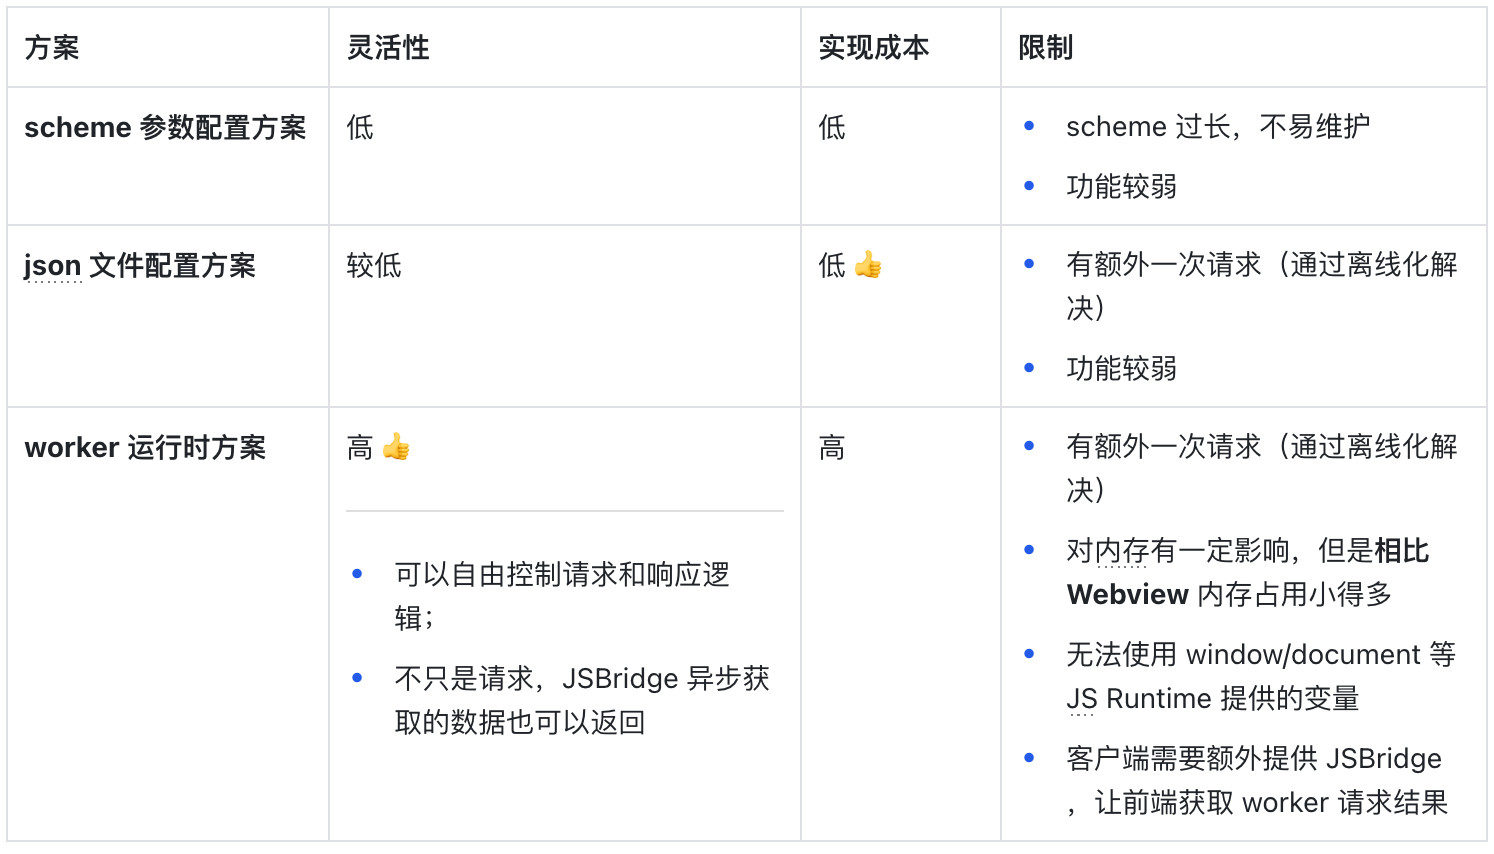 方案 灵活性 实现成本 限制
scheme 参数配置方案 低 低
• scheme 过长，不易维护
• 功能较弱
json 文件配置方案 较低 低 👍
• 有额外一次请求（通过离线化解
决）
• 功能较弱
worker 运行时方案
高 👍
• 可以自由控制请求和响应逻
辑；
• 不只是请求，JSBridge 异步获
取的数据也可以返回
高
• 有额外一次请求（通过离线化解
决）
• 对内存有一定影响，但是相比
Webview 内存占用小得多
• 无法使用 window/document 等
JS Runtime 提供的变量
• 客户端需要额外提供 JSBridge
，让前端获取 worker 请求结果